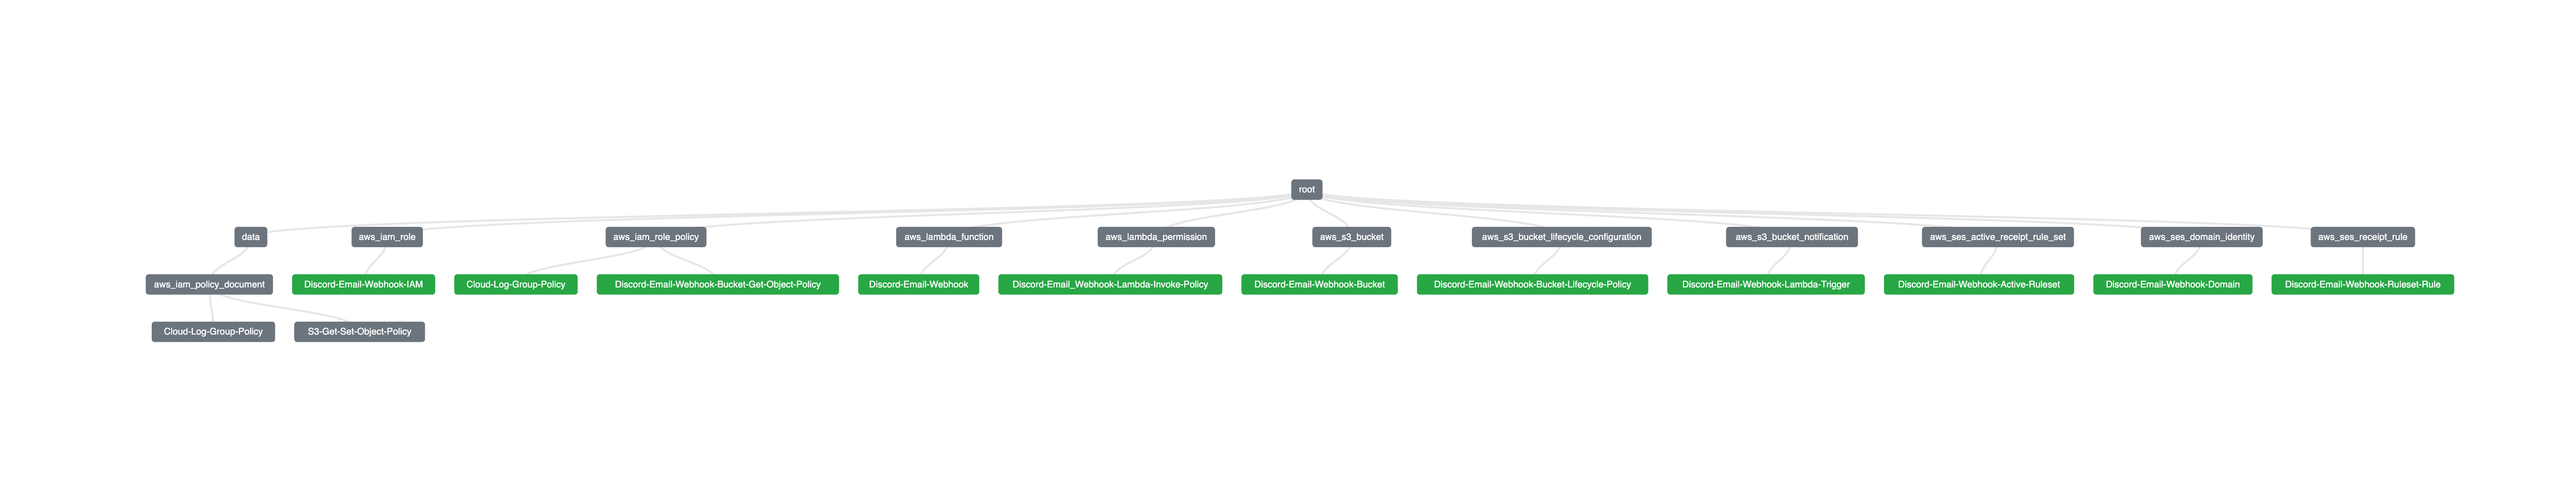 root
data
aws_iam_role
aws_iam_role_policy
aws_lambda_function
aws_lambda_permission
aws_s3_bucket
aws_s3_bucket_lifecycle_configuration
aws_s3_bucket_notification
aws_ses_active_receipt_rule_set
aws_ses_domain_identity
aws_ses_receipt_rule
aws_iam_policy_document
Discord-Email-Webhook-IAM
Cloud-Log-Group-Policy
Discord-Email-Webhook-Bucket-Get-Object-Policy
Discord-Email-Webhook
Discord-Email_Webhook-Lambda-Invoke-Policy
Discord-Email-Webhook-Bucket
Discord-Email-Webhook-Bucket-Lifecycle-Policy
Discord-Email-Webhook-Lambda-Trigger
Discord-Email-Webhook-Active-Ruleset
Discord-Email-Webhook-Domain
Discord-Email-Webhook-Ruleset-Rule
Cloud-Log-Group-Policy
S3-Get-Set-Object-Policy